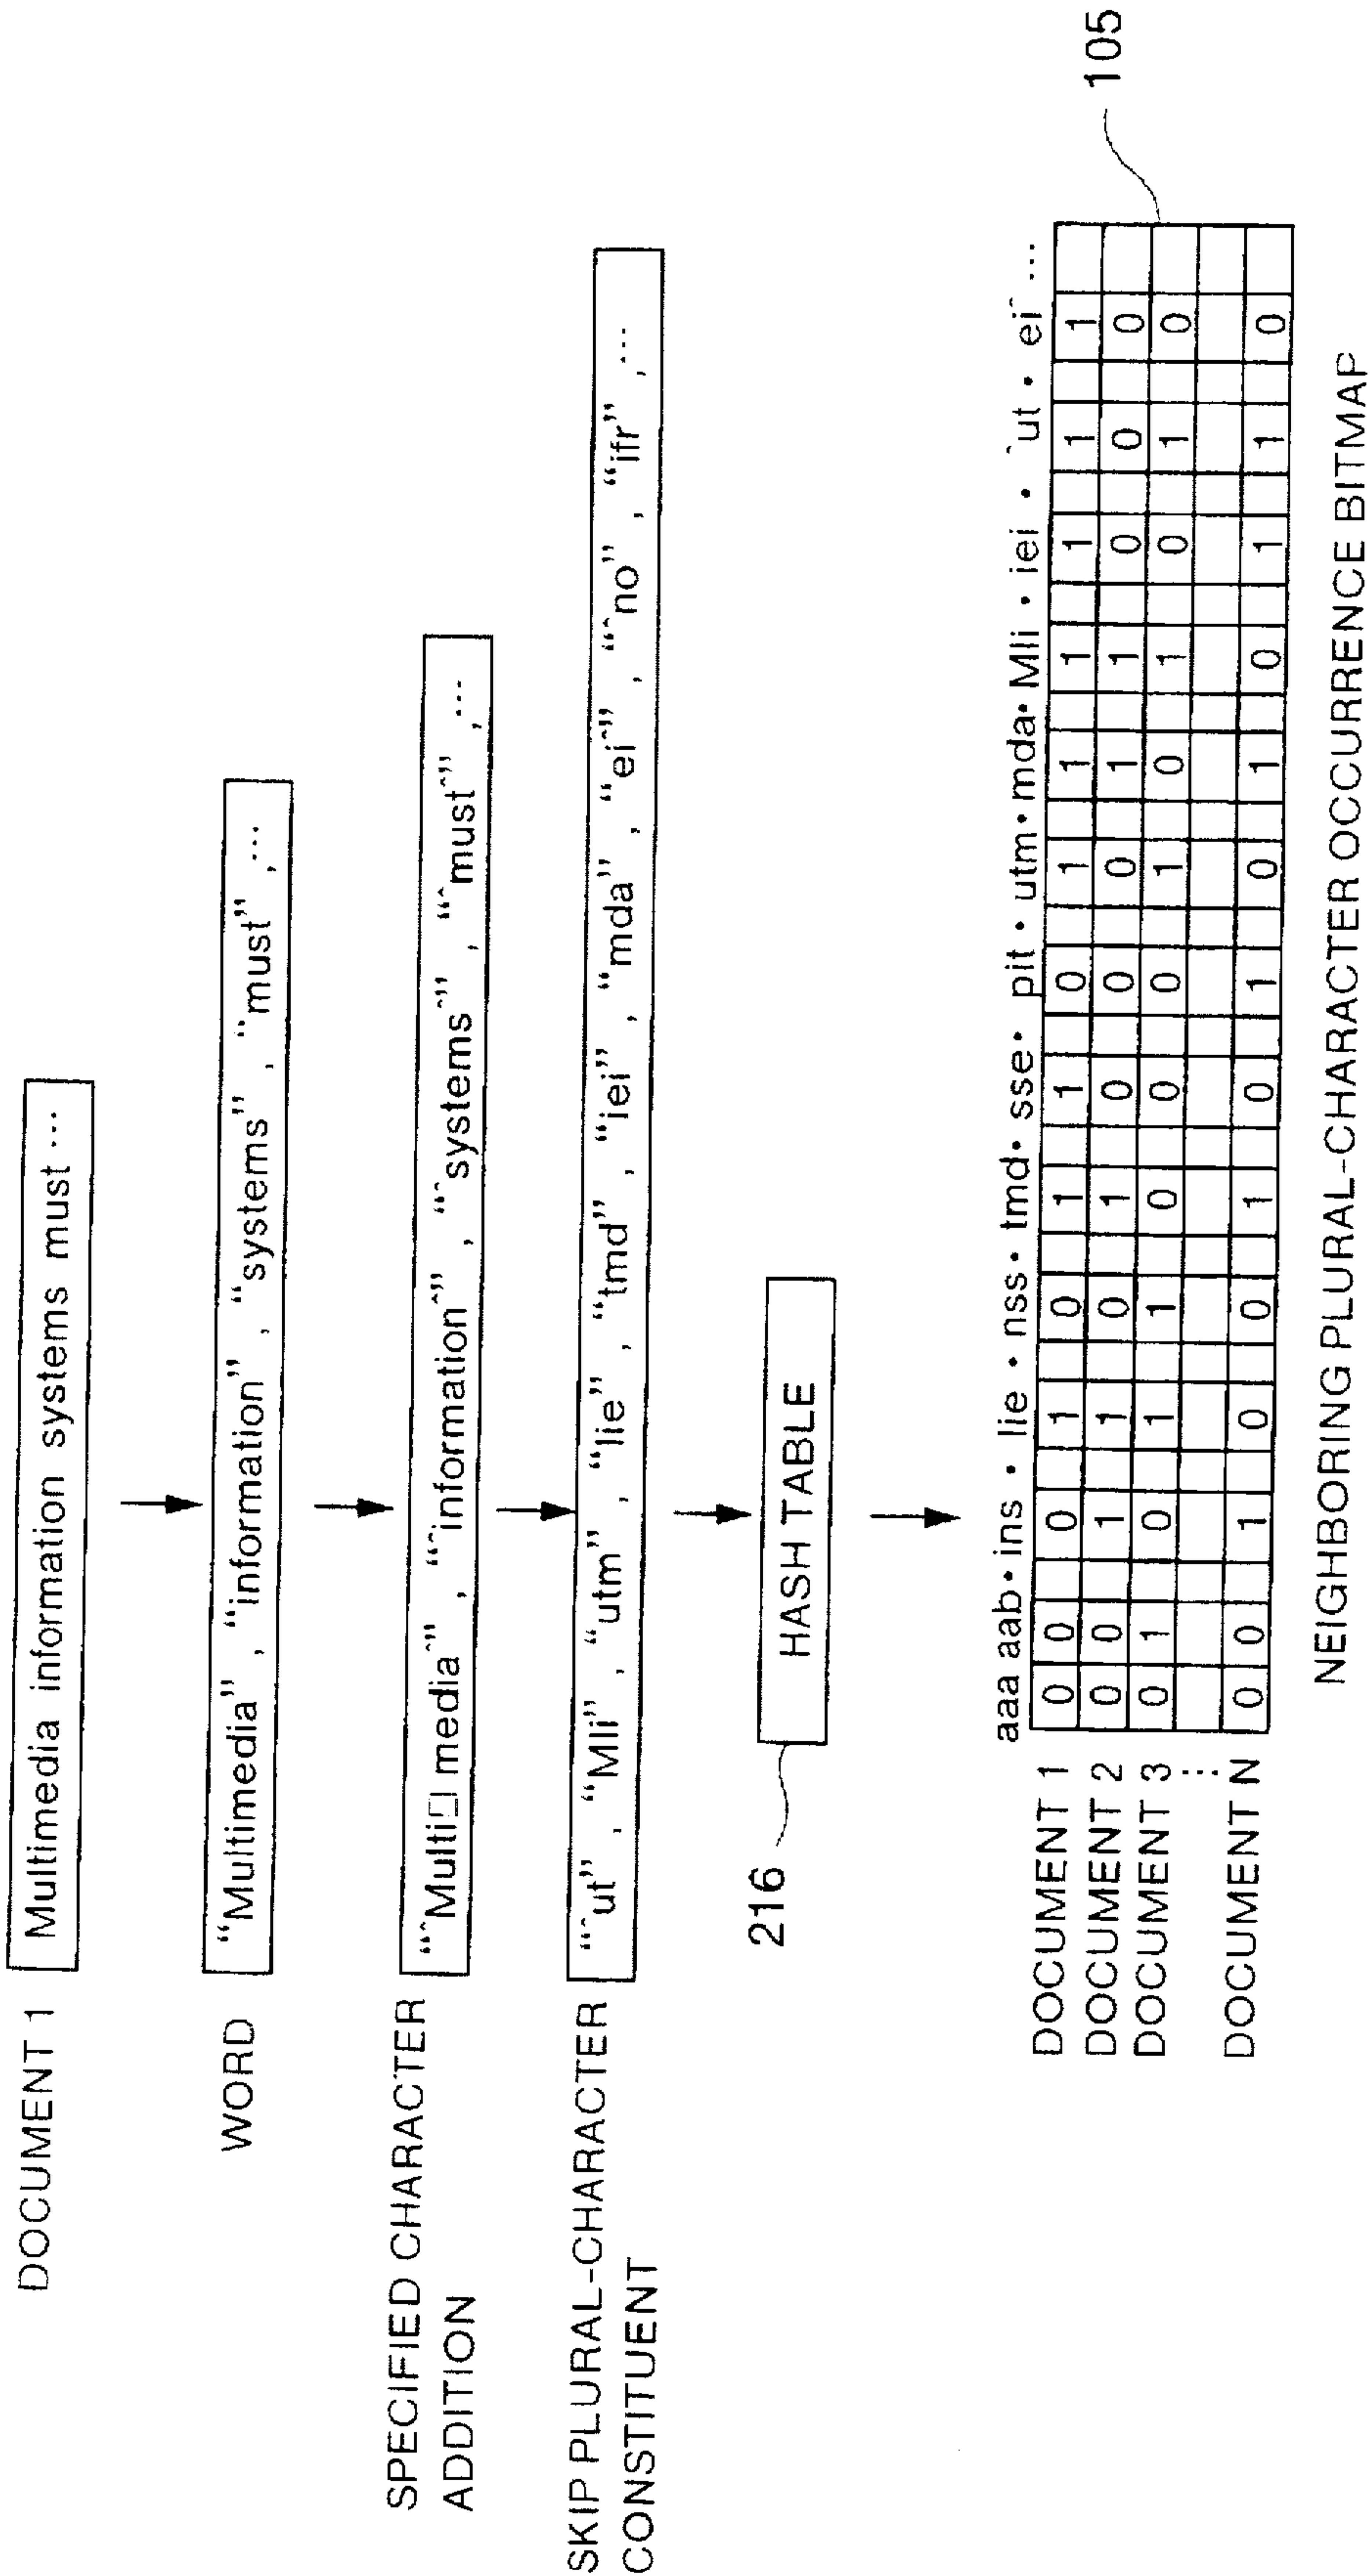 DOCUMENT 1
Multimedia information systems must ...
WORD
“Multimedia” , “information” , “systems” , “must” ,...
SPECIFIED CHARACTER
ADDITION
“^Multi□ media^” , “^information^” , “^systems^” , “^must^” ,...
SKIP PLURAL-CHARACTER
CONSTITUENT
“^ut” , “Mli” , “utm” , “lie” , “tmd” , “iei” , “mda” , “ei^” , “^no” , “ifr” ,...
216
HASH TABLE
aaa aab• ins • lie • nss• tmd• sse• pit • utm• mda• Mli • iei • ^ut • ei^ ...
DOCUMENT 1 0 0 0 1 0 1 1 0 1 1 1 1 1 1
DOCUMENT 2 0 0 1 1 0 1 0 0 0 1 1 0 0 0
DOCUMENT 3 0 1 0 1 1 0 0 0 1 0 1 0 1 0
⋮
DOCUMENT N 0 0 1 0 0 1 0 1 0 1 0 1 1 0
105
NEIGHBORING PLURAL-CHARACTER OCCURRENCE BITMAP